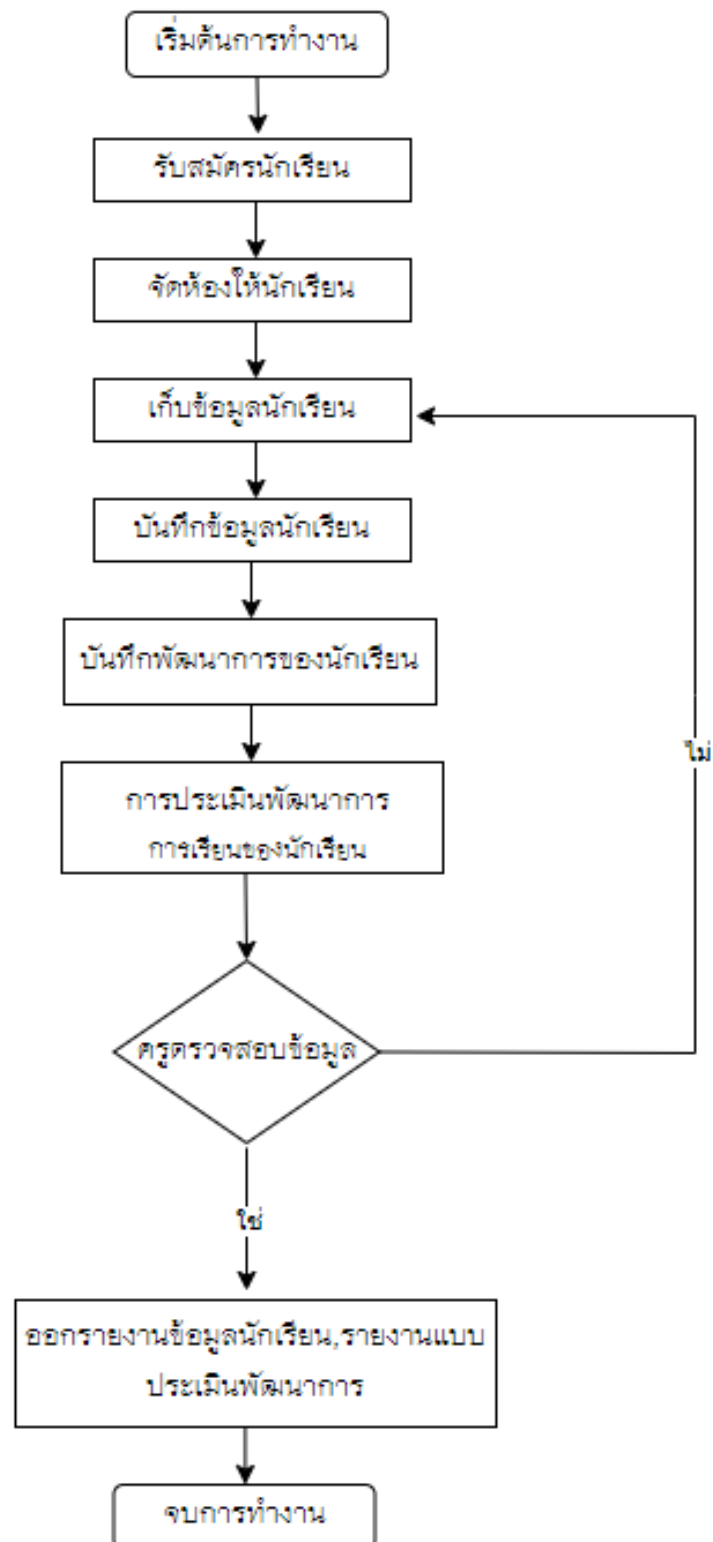 เริ่มต้นการทำงาน
รับสมัครนักเรียน
จัดห้องให้นักเรียน
เก็บข้อมูลนักเรียน
บันทึกข้อมูลนักเรียน
บันทึกพัฒนาการของนักเรียน
ไม่
การประเมินพัฒนาการ
การเรียนของนักเรียน
ครูตรวจสอบข้อมูล
ใช่
ออกรายงานข้อมูลนักเรียน,รายงานแบบ
ประเมินพัฒนาการ
จบการทำงาน